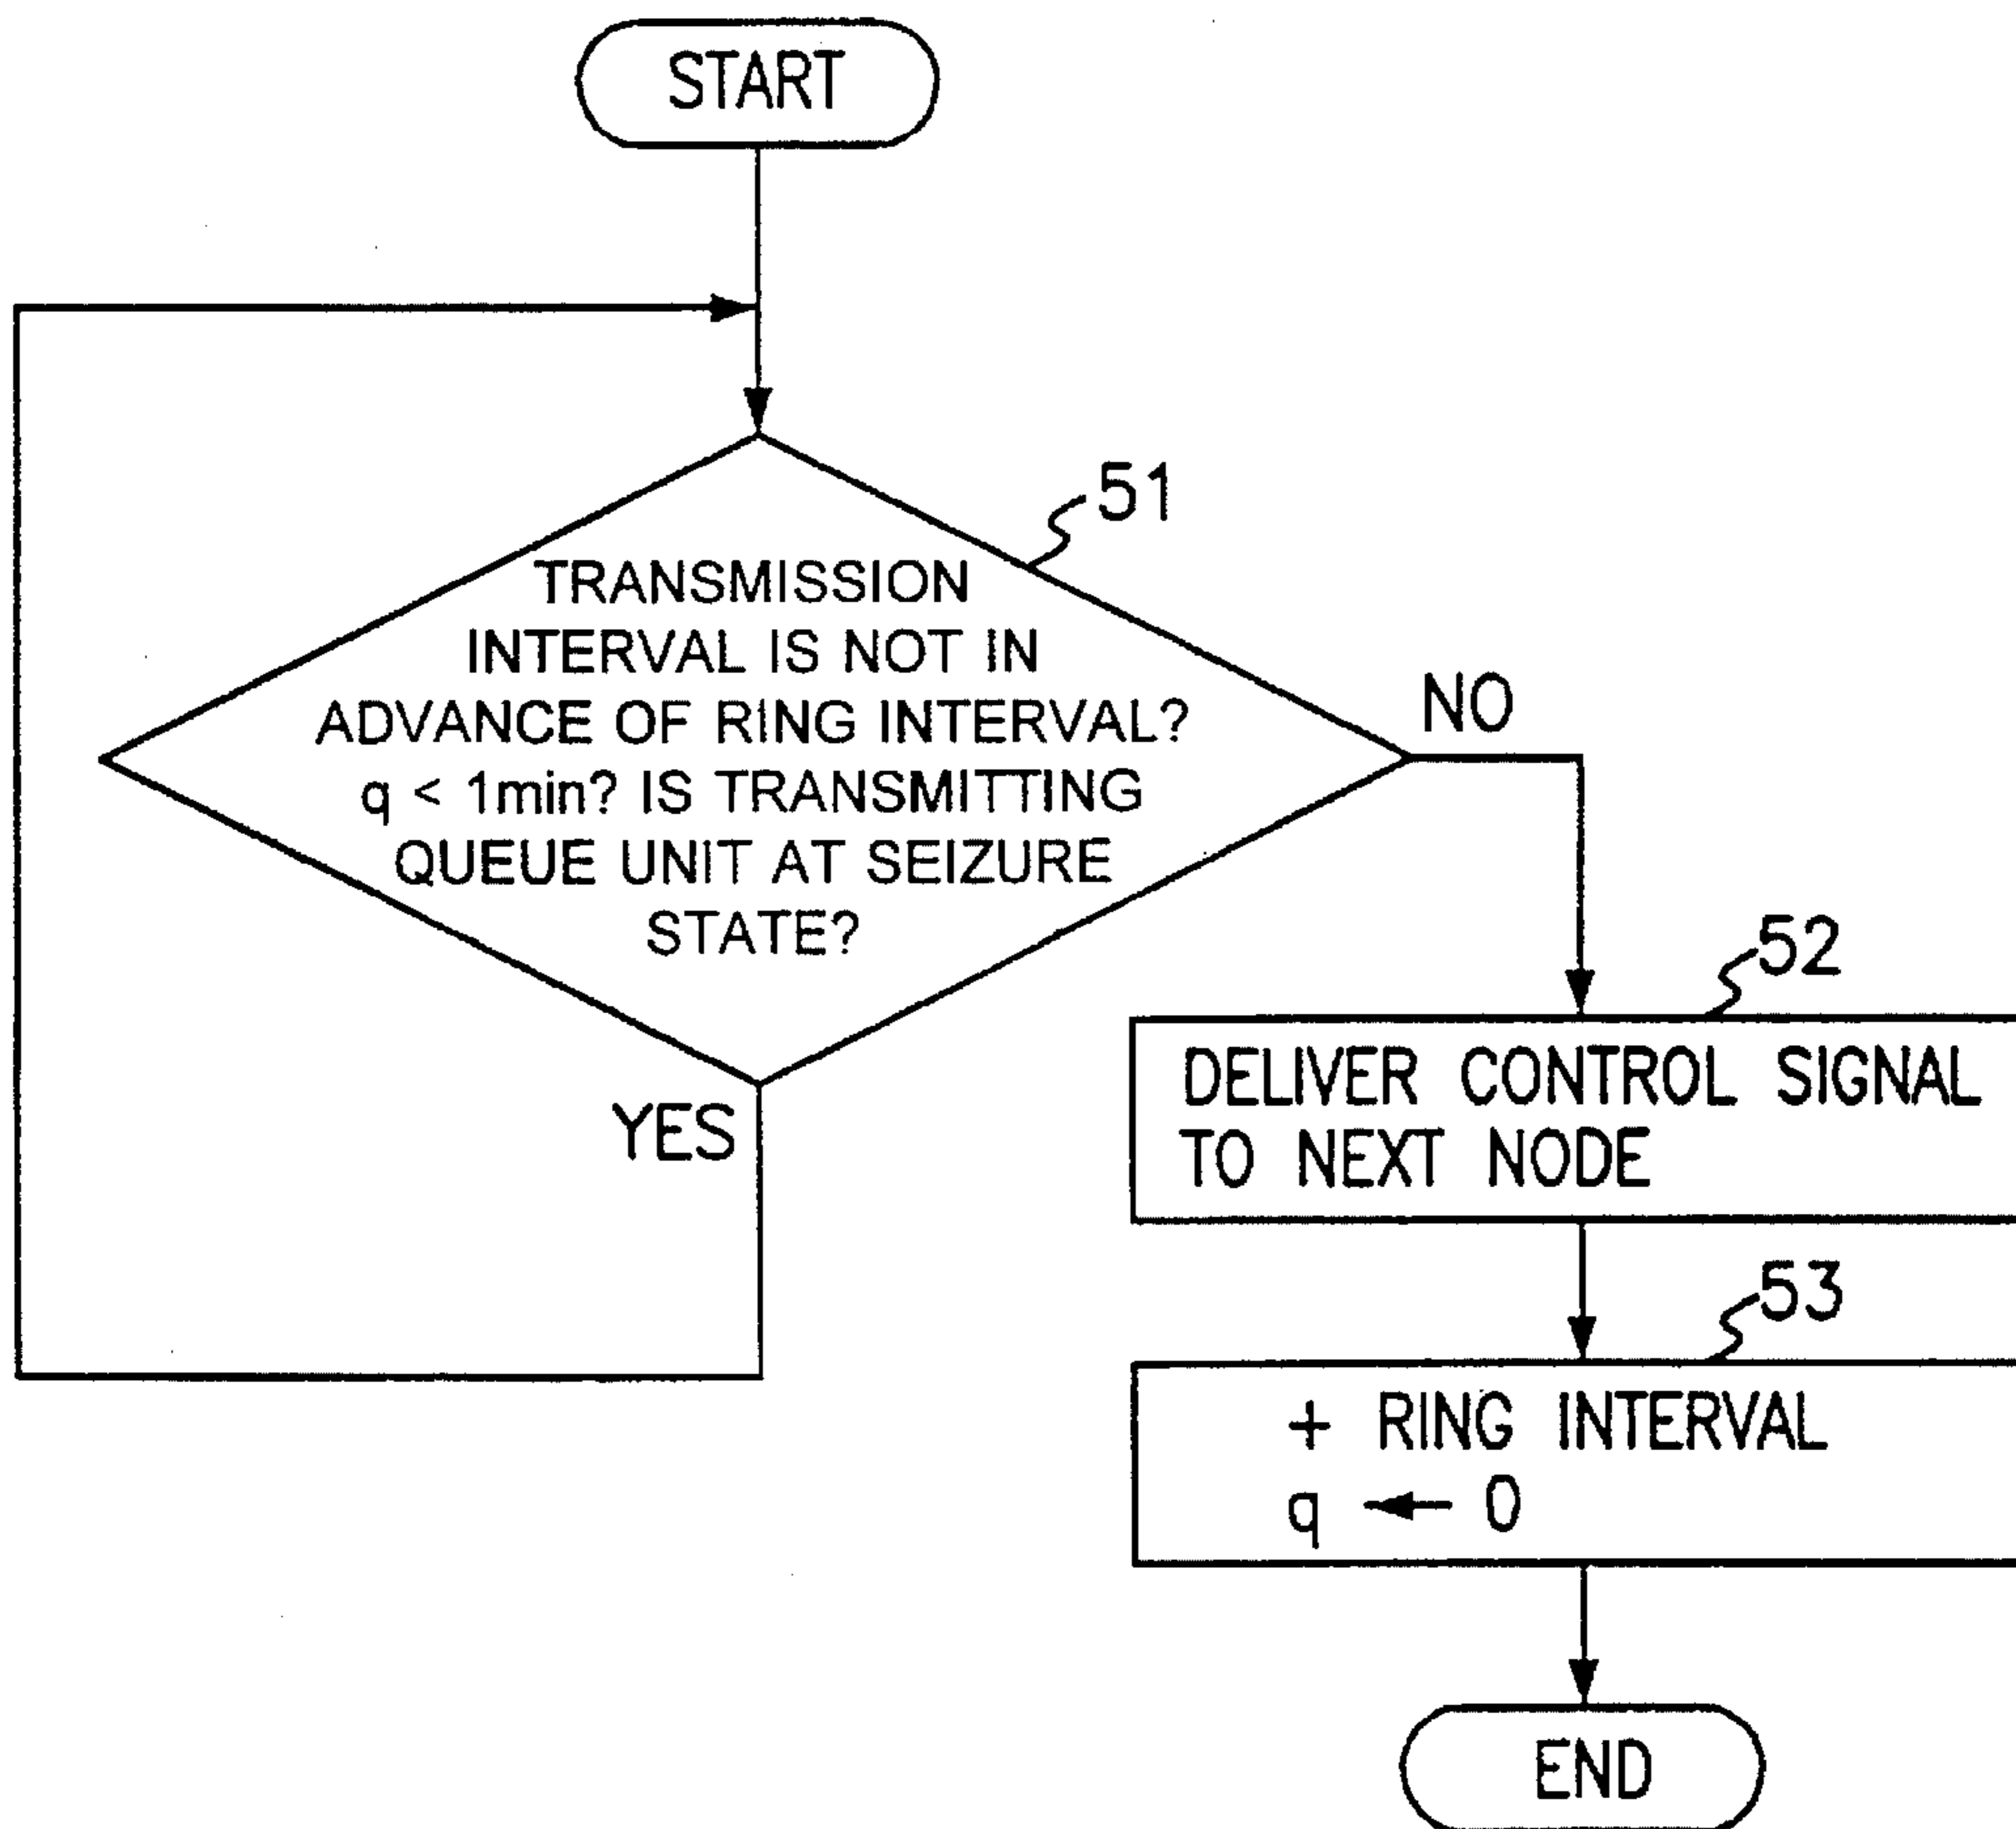 START
51
TRANSMISSION
INTERVAL IS NOT IN
ADVANCE OF RING INTERVAL?
q < 1min? IS TRANSMITTING
QUEUE UNIT AT SEIZURE
STATE?
NO
YES
52
DELIVER CONTROL SIGNAL
TO NEXT NODE
53
+ RING INTERVAL
q ← 0
END